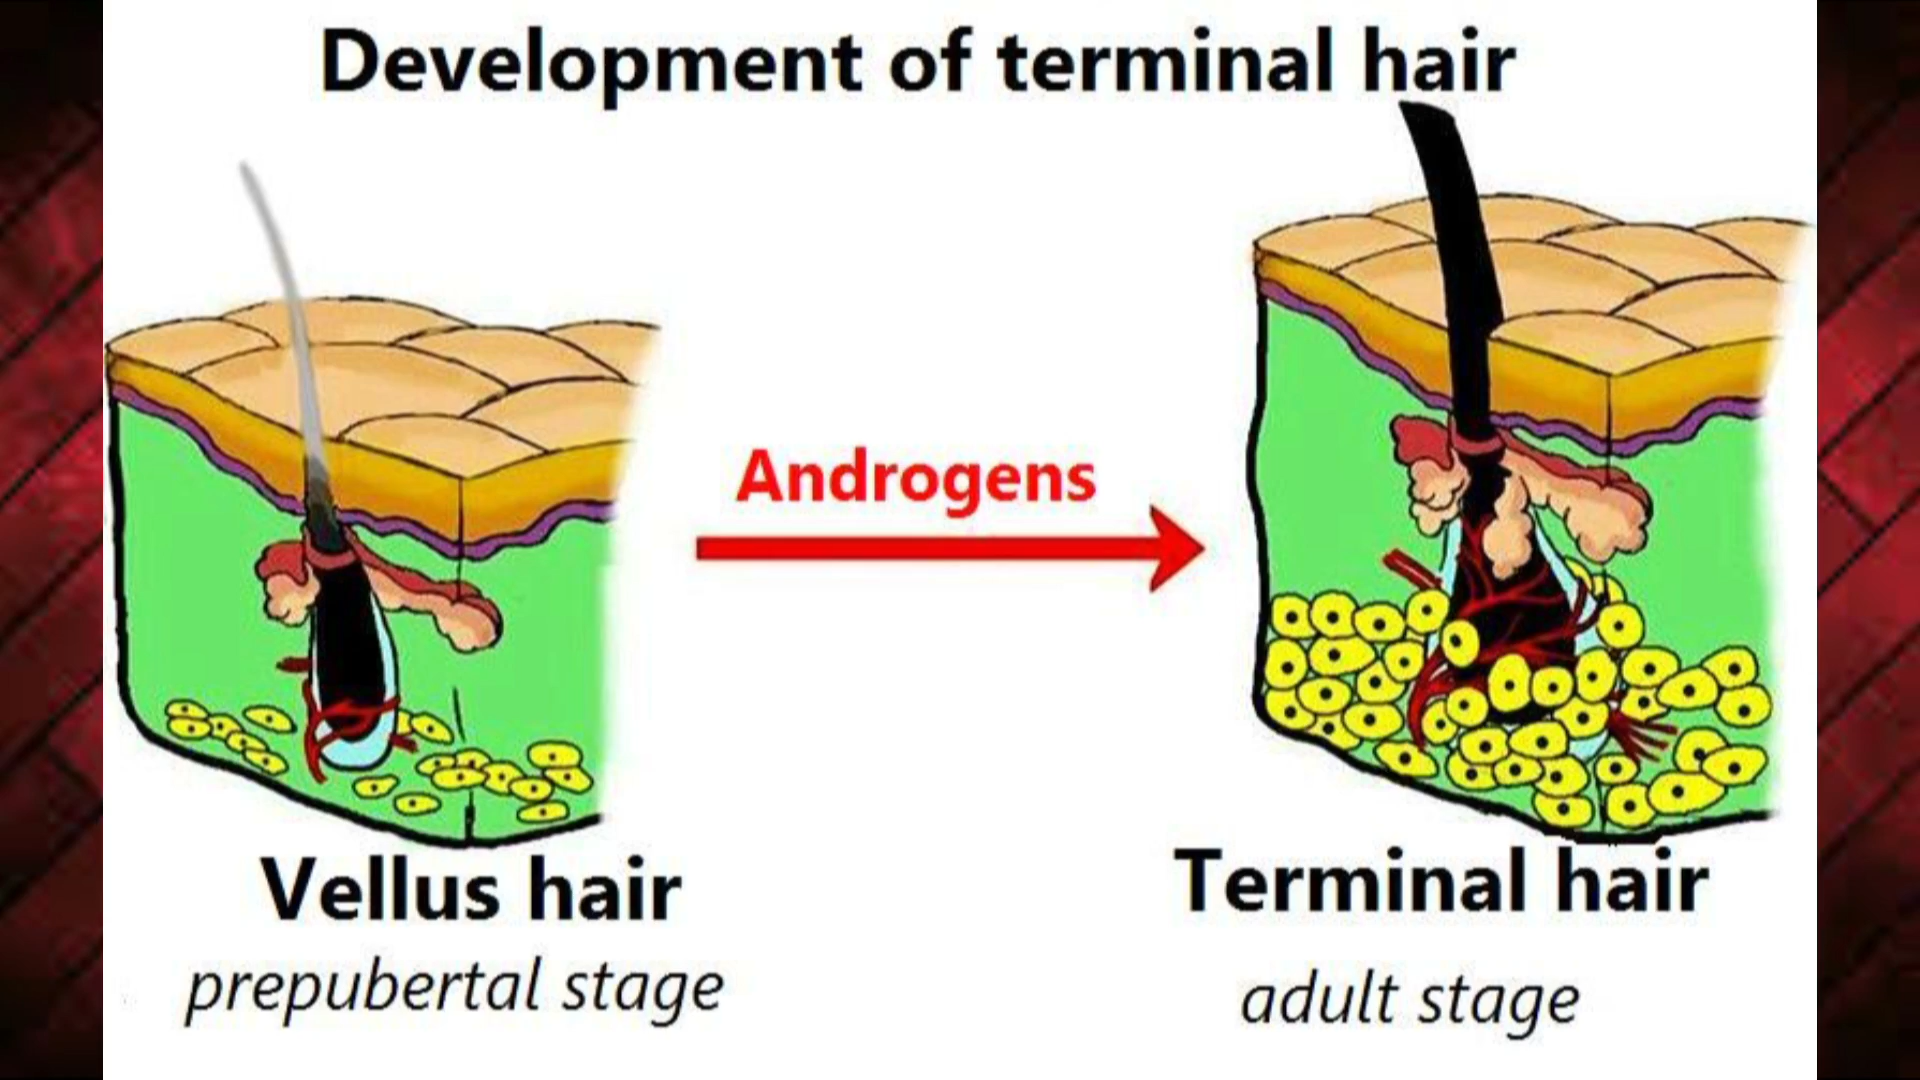 Development of terminal hair
Androgens
Vellus hair
prepubertal stage
Terminal hair
adult stage